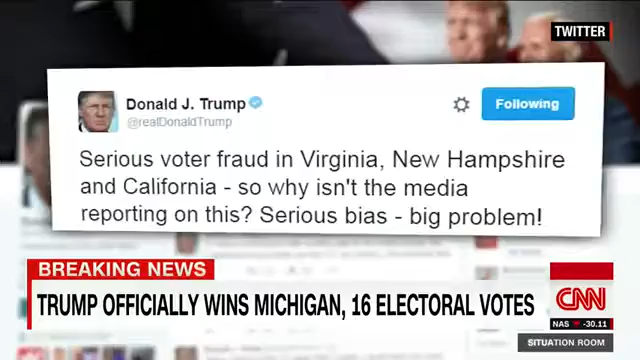 TWITTER
Donald J. Trump
@realDonaldTrump
Following
Serious voter fraud in Virginia, New Hampshire
and California - so why isn't the media
reporting on this? Serious bias - big problem!
BREAKING NEWS
TRUMP OFFICIALLY WINS MICHIGAN, 16 ELECTORAL VOTES
CNN
NAS -30.11
SITUATION ROOM